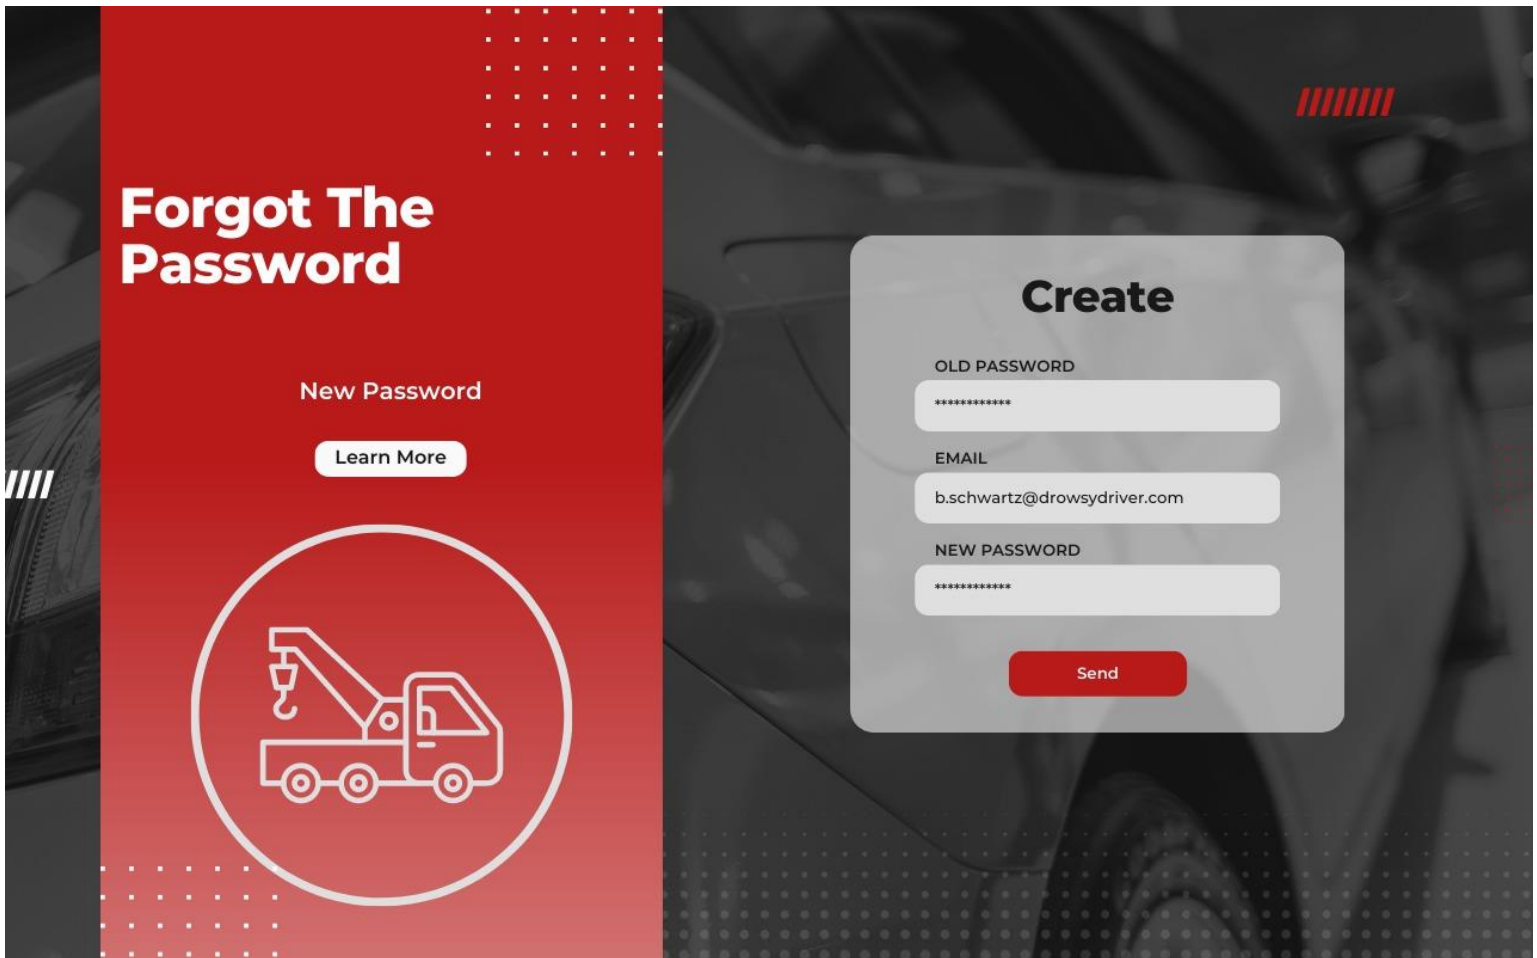 Forgot The
Password
New Password
Learn More
Create
OLD PASSWORD
************
EMAIL
b.schwartz@drowsydriver.com
NEW PASSWORD
************
Send